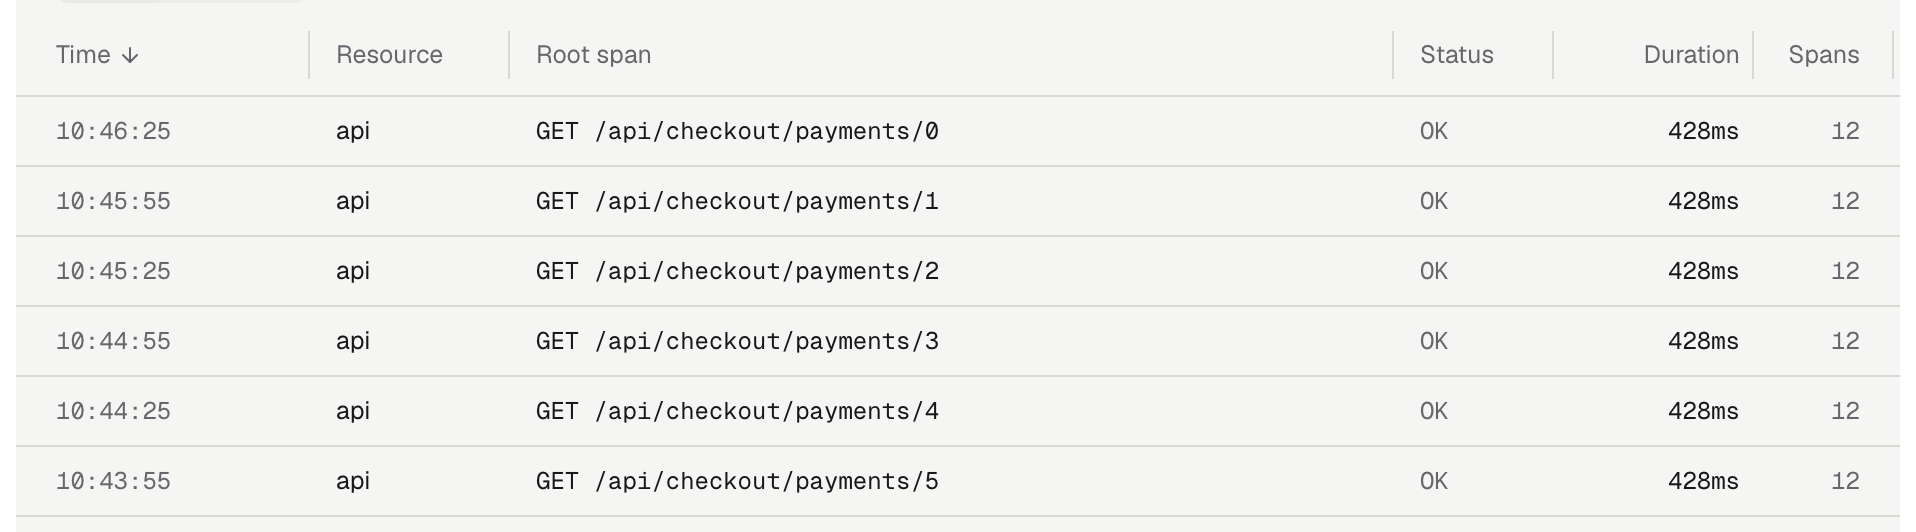 Time ↓ Resource Root span Status Duration Spans
10:46:25 api GET /api/checkout/payments/0 OK 428ms 12
10:45:55 api GET /api/checkout/payments/1 OK 428ms 12
10:45:25 api GET /api/checkout/payments/2 OK 428ms 12
10:44:55 api GET /api/checkout/payments/3 OK 428ms 12
10:44:25 api GET /api/checkout/payments/4 OK 428ms 12
10:43:55 api GET /api/checkout/payments/5 OK 428ms 12